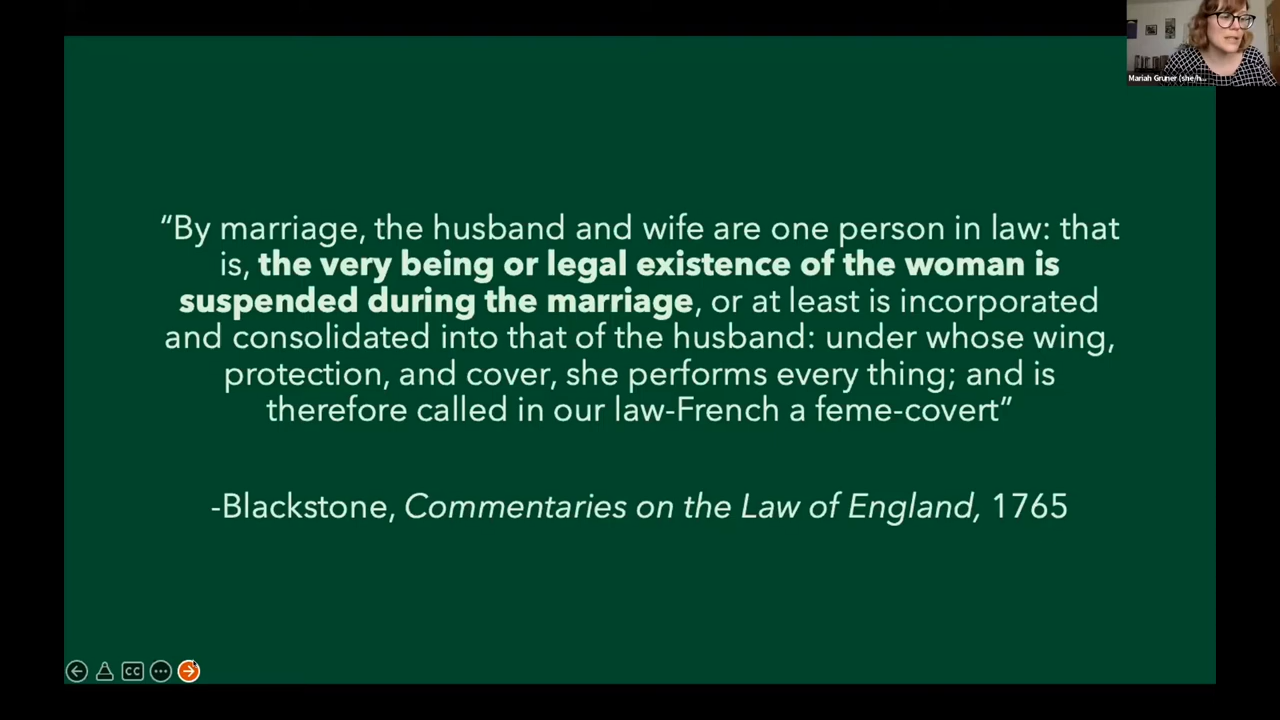 Mariah Gruner (she/h...
“By marriage, the husband and wife are one person in law: that
is, the very being or legal existence of the woman is
suspended during the marriage, or at least is incorporated
and consolidated into that of the husband: under whose wing,
protection, and cover, she performs every thing; and is
therefore called in our law-French a feme-covert”
-Blackstone, Commentaries on the Law of England, 1765
CC